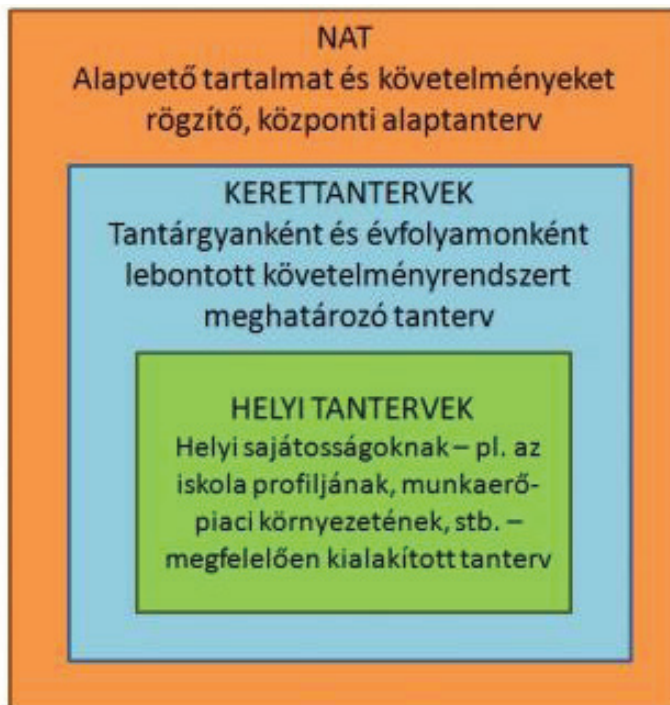 NAT
Alapvető tartalmat és követelményeket
rögzítő, központi alaptanterv
KERETTANTERVEK
Tantárgyanként és évfolyamonként
lebontott követelményrendszert
meghatározó tanterv
HELYI TANTERVEK
Helyi sajátosságoknak – pl. az
iskola profiljának, munkaerő-
piaci környezetének, stb. –
megfelelően kialakított tanterv